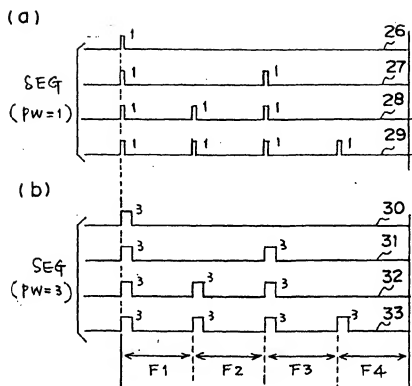 (a)
1 26
1 1 27
SEG
(PW=1)
1 1 1 28
1 1 1 1 29
(b)
3 30
3 3 31
SEG
(PW=3)
3 3 3 32
3 3 3 3 33
F1 F2 F3 F4